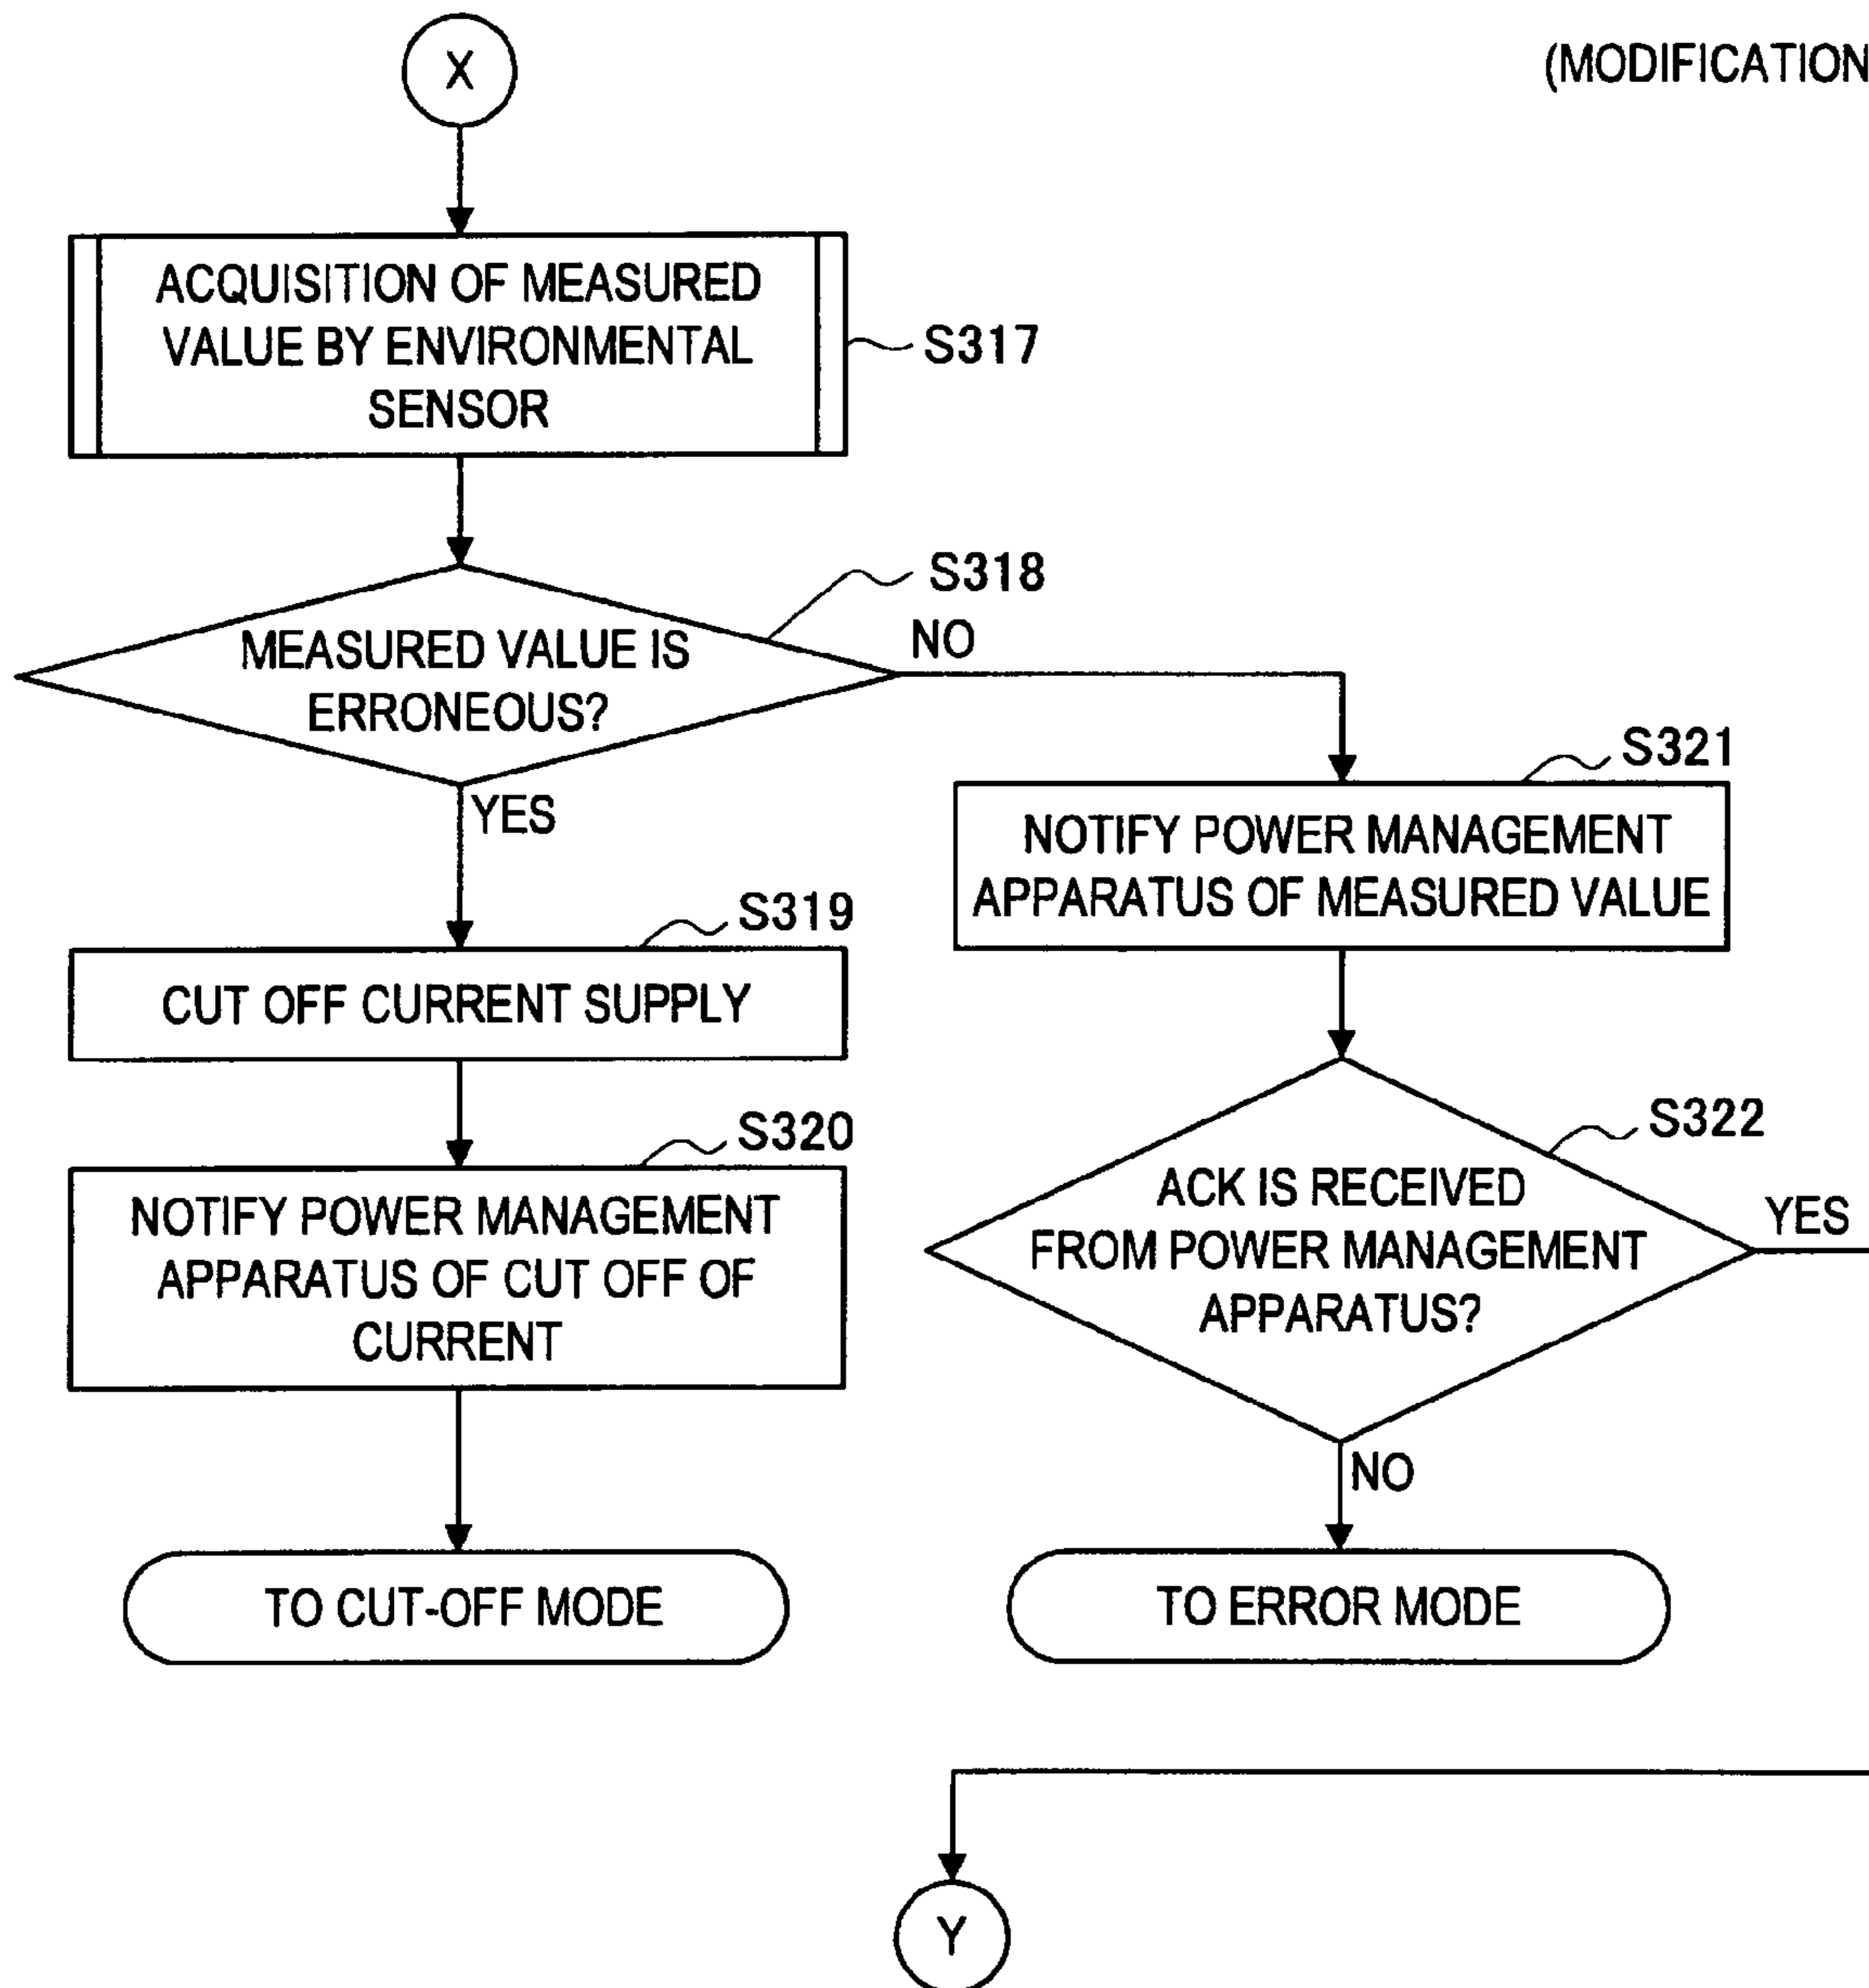 X
(MODIFICATION
ACQUISITION OF MEASURED
VALUE BY ENVIRONMENTAL
SENSOR
S317
S318
MEASURED VALUE IS
ERRONEOUS?
NO
YES
S321
NOTIFY POWER MANAGEMENT
APPARATUS OF MEASURED VALUE
S319
CUT OFF CURRENT SUPPLY
S320
NOTIFY POWER MANAGEMENT
APPARATUS OF CUT OFF OF
CURRENT
S322
ACK IS RECEIVED
FROM POWER MANAGEMENT
APPARATUS?
YES
NO
TO CUT-OFF MODE
TO ERROR MODE
Y